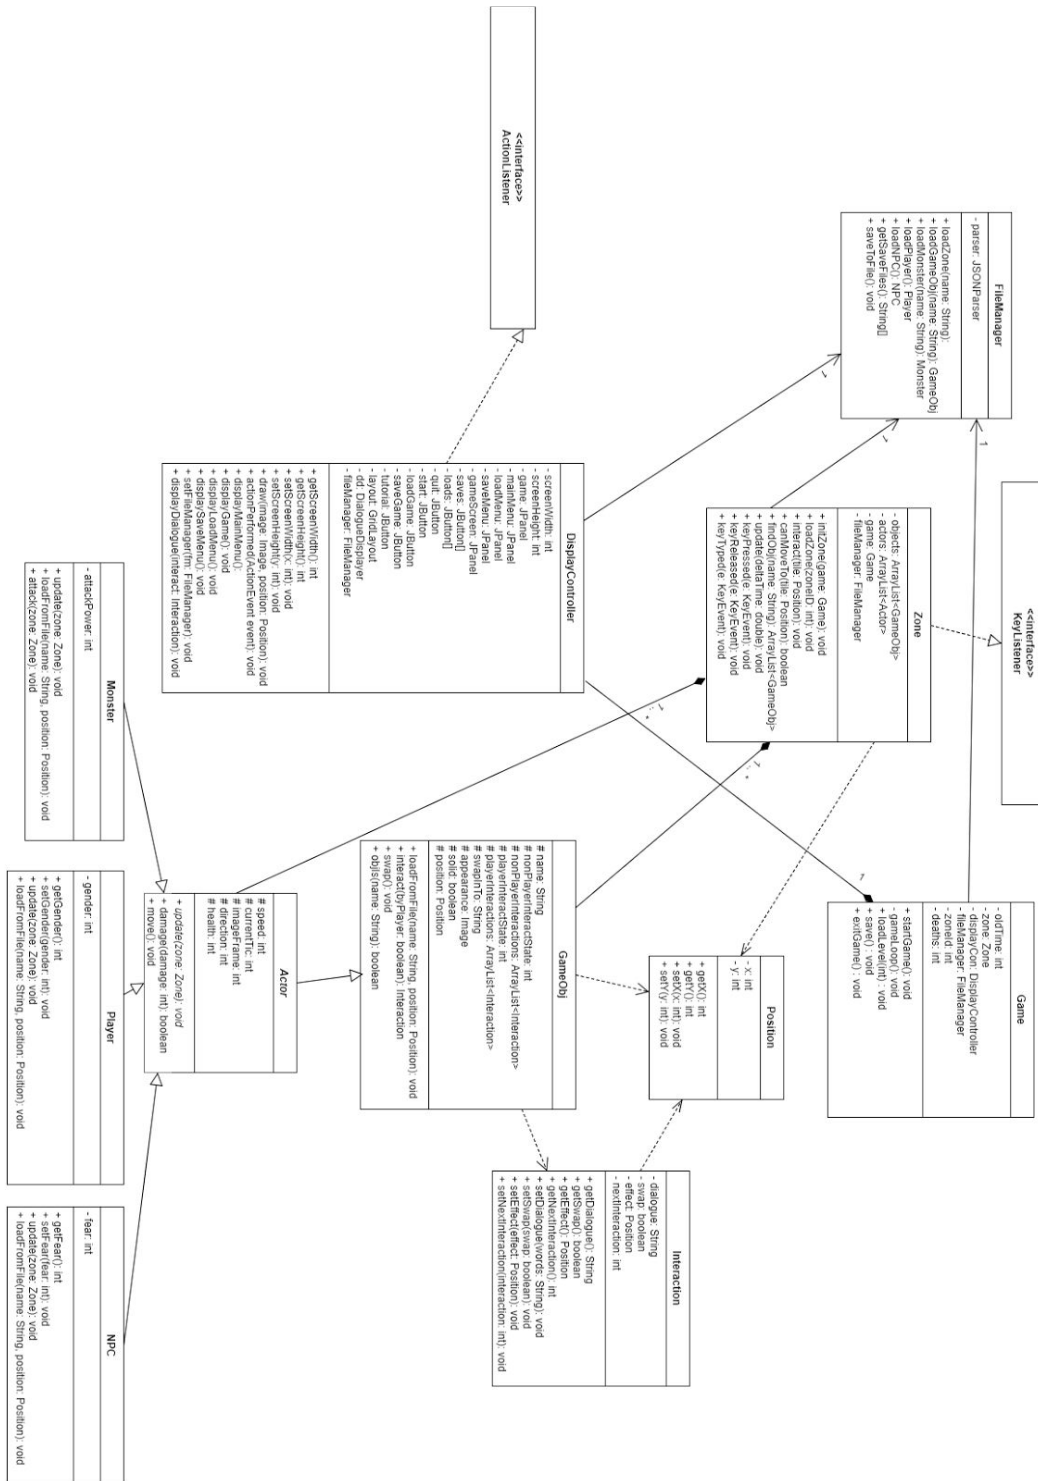 <<interface>>
KeyListener
<<interface>>
ActionListener
FileManager
- parser: JSONParser
+ loadZone(name: String):
+ loadGameObj(name: String): GameObj
+ loadMonster(name: String): Monster
+ loadPlayer(): Player
+ loadNPC(): NPC
+ getSaveFiles(): String[]
+ saveToFile(): void
1
1
1
Zone
- objects: ArrayList<GameObj>
- actors: ArrayList<Actor>
- game: Game
- fileManager: FileManager
+ initZone(game: Game): void
+ loadZone(zoneID: int): void
+ interact(tile: Position): void
+ canMoveTo(tile: Position): boolean
+ findObj(name: String): ArrayList<GameObj>
+ update(deltaTime: double): void
+ keyPressed(e: KeyEvent): void
+ keyReleased(e: KeyEvent): void
+ keyTyped(e: KeyEvent): void
1 .. *
1 .. *
Game
- oldTime: int
- zone: Zone
- displayCon: DisplayController
- fileManager: FileManager
- zoneId: int
- deaths: int
+ startGame(): void
- gameLoop(): void
+ loadLevel(int) : void
+ save() : void
+ exitGame() : void
1
DisplayController
- screenWidth: int
- screenHeight: int
- game: JPanel
- mainMenu: JPanel
- loadMenu: JPanel
- saveMenu: JPanel
- gameScreen: JPanel
- saves: JButton[]
- loads: JButton[]
- quit: JButton
- start: JButton
- loadGame: JButton
- saveGame: JButton
- tutorial: JButton
- layout: GridLayout
- dd: DialogueDisplayer
- fileManager: FileManager
+ getScreenWidth(): int
+ getScreenHeight(): int
+ setScreenWidth(x: int): void
+ setScreenHeight(y: int): void
+ draw(image: Image, position: Position): void
+ actionPerformed(ActionEvent event): void
+ displayMainMenu():
+ displayGame(): void
+ displayLoadMenu(): void
+ displaySaveMenu(): void
+ setFileManager(fm: FileManager): void
+ displayDialogue(interact: Interaction): void
Position
- x: int
- y: int
+ getX(): int
+ getY(): int
+ setX(x: int): void
+ setY(y: int): void
GameObj
# name: String
# nonPlayerInteractState: int
# nonPlayerInteractions: ArrayList<Interaction>
# playerInteractState: int
# playerInteractions: ArrayList<Interaction>
# swapInTo: String
# appearance: Image
# solid: boolean
# position: Position
+ loadFromFile(name: String, position: Position): void
+ interact(byPlayer: boolean): Interaction
+ swap(): void
+ objIs(name: String): boolean
Interaction
- dialogue: String
- swap: boolean
- effect: Position
- nextInteraction: int
+ getDialogue(): String
+ getSwap(): boolean
+ getEffect(): Position
+ getNextInteraction(): int
+ setDialogue(words: String): void
+ setSwap(swap: boolean): void
+ setEffect(effect: Position): void
+ setNextInteraction(interaction: int): void
Actor
# speed: int
# currentTic: int
# imageFrame: int
# direction: int
# health: int
+ update(zone: Zone): void
+ damage(damage: int): boolean
+ move(): void
Monster
- attackPower: int
+ update(zone: Zone): void
+ loadFromFile(name: String, position: Position): void
+ attack(zone: Zone): void
Player
- gender: int
+ getGender(): int
+ setGender(gender: int): void
+ update(zone: Zone): void
+ loadFromFile(name: String, position: Position): void
NPC
- fear: int
+ getFear(): int
+ setFear(fear: int): void
+ update(zone: Zone): void
+ loadFromFile(name: String, position: Position): void